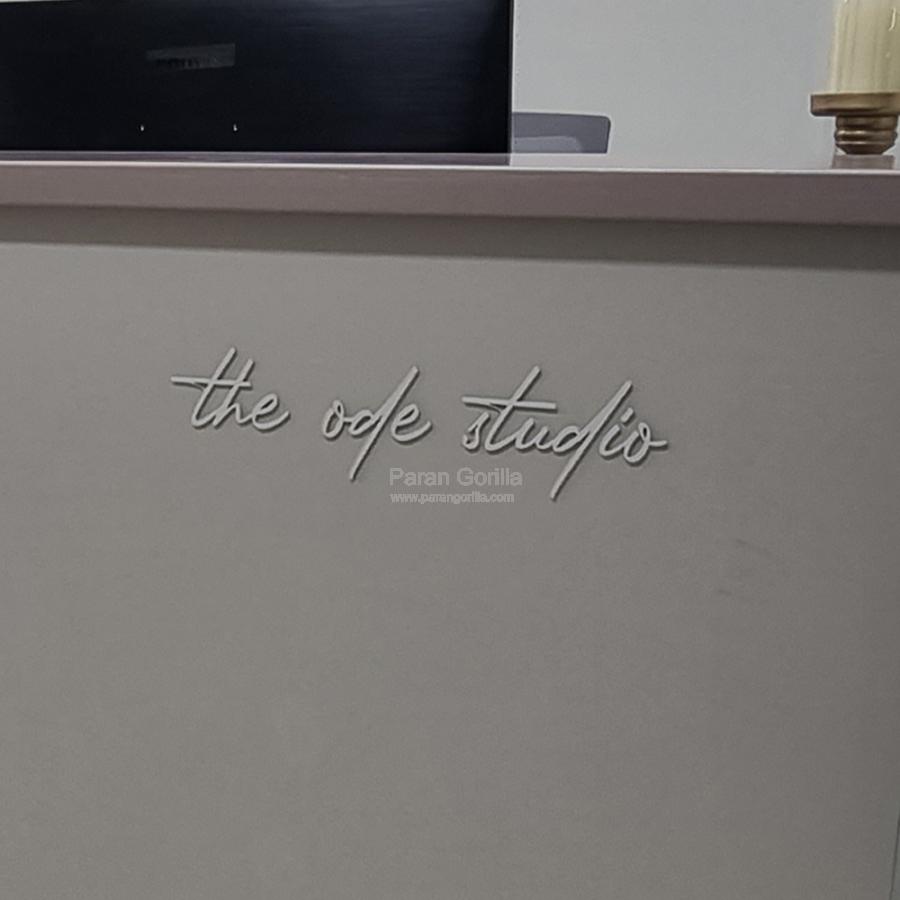 the ode studio
Paran Gorilla
www.parangorilla.com